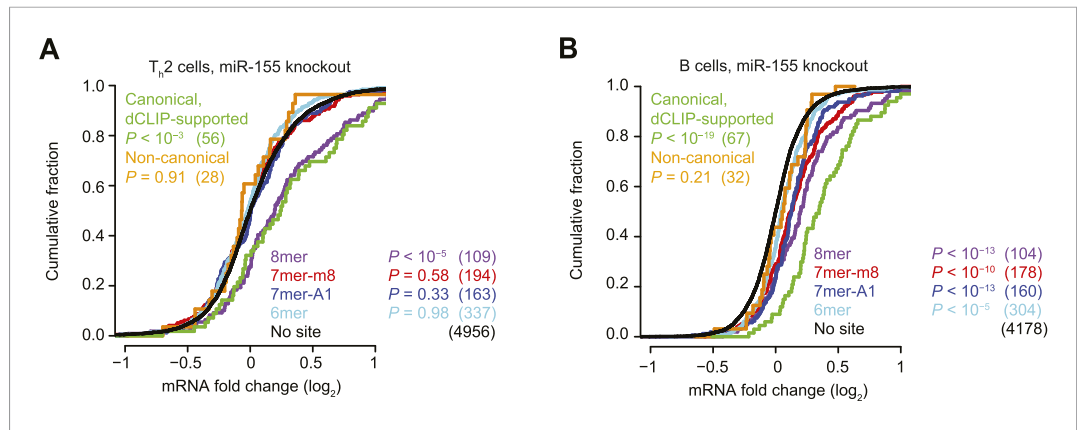 A
T_h2 cells, miR-155 knockout
1.0
0.8
0.6
0.4
0.2
0.0
Cumulative fraction
Canonical,
dCLIP-supported
P < 10⁻³ (56)
Non-canonical
P = 0.91 (28)
8mer P < 10⁻⁵ (109)
7mer-m8 P = 0.58 (194)
7mer-A1 P = 0.33 (163)
6mer P = 0.98 (337)
No site (4956)
−1 −0.5 0 0.5 1
mRNA fold change (log₂)
B
B cells, miR-155 knockout
1.0
0.8
0.6
0.4
0.2
0.0
Cumulative fraction
Canonical,
dCLIP-supported
P < 10⁻¹⁹ (67)
Non-canonical
P = 0.21 (32)
8mer P < 10⁻¹³ (104)
7mer-m8 P < 10⁻¹⁰ (178)
7mer-A1 P < 10⁻¹³ (160)
6mer P < 10⁻⁵ (304)
No site (4178)
−1 −0.5 0 0.5 1
mRNA fold change (log₂)